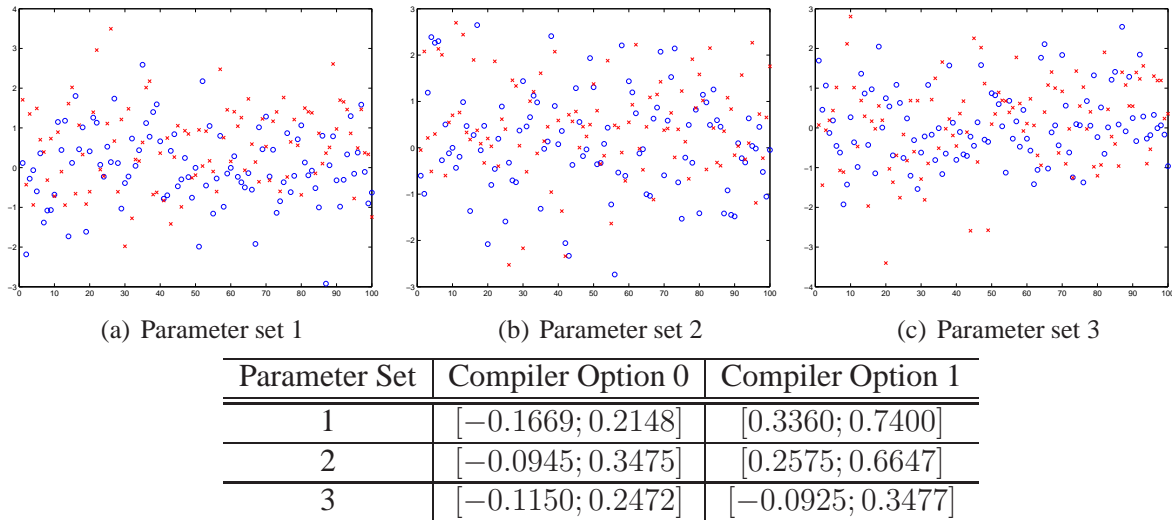 4
3
2
1
0
−1
−2
−3
0 10 20 30 40 50 60 70 80 90 100
3
2
1
0
−1
−2
−3
0 10 20 30 40 50 60 70 80 90 100
3
2
1
0
−1
−2
−3
−4
0 10 20 30 40 50 60 70 80 90 100
(a) Parameter set 1
(b) Parameter set 2
(c) Parameter set 3
Parameter Set Compiler Option 0 Compiler Option 1
1 [−0.1669; 0.2148] [0.3360; 0.7400]
2 [−0.0945; 0.3475] [0.2575; 0.6647]
3 [−0.1150; 0.2472] [−0.0925; 0.3477]